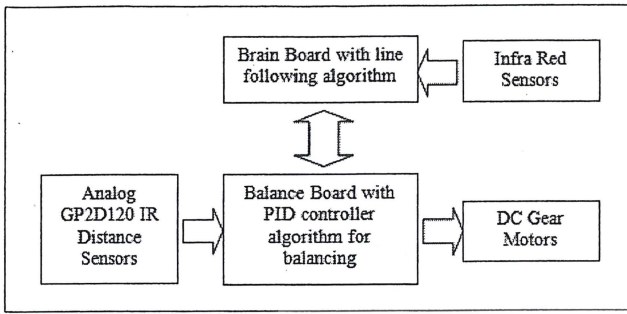 Brain Board with line
following algorithm
Infra Red
Sensors
Analog
GP2D120 IR
Distance
Sensors
Balance Board with
PID controller
algorithm for
balancing
DC Gear
Motors